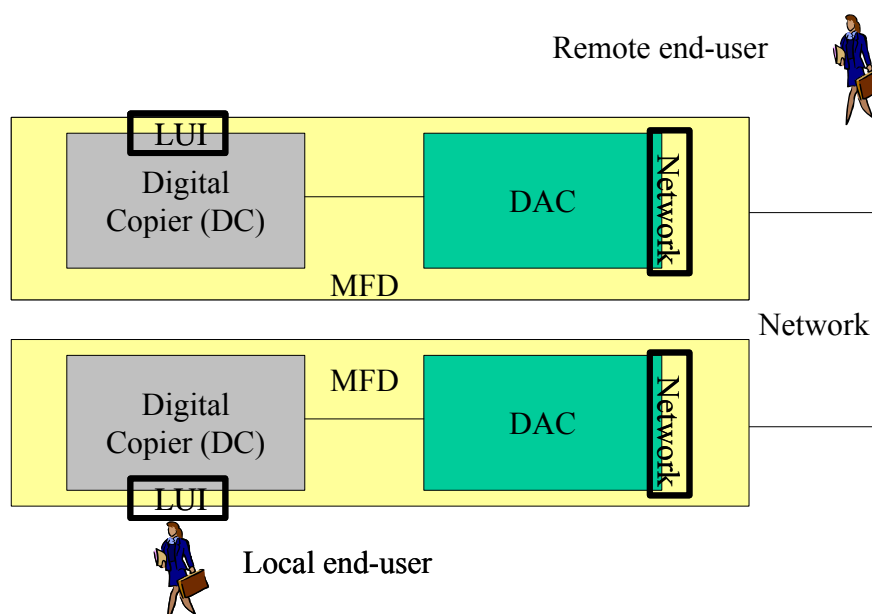 Remote end-user
LUI
Digital
Copier (DC)
DAC
Network
MFD
Network
MFD
Digital
Copier (DC)
DAC
Network
LUI
Local end-user